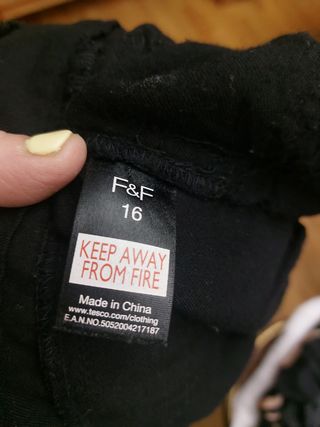 F&F
16
KEEP AWAY
FROM FIRE
Made in China
www.tesco.com/clothing
E.A.N.NO.5052004217187